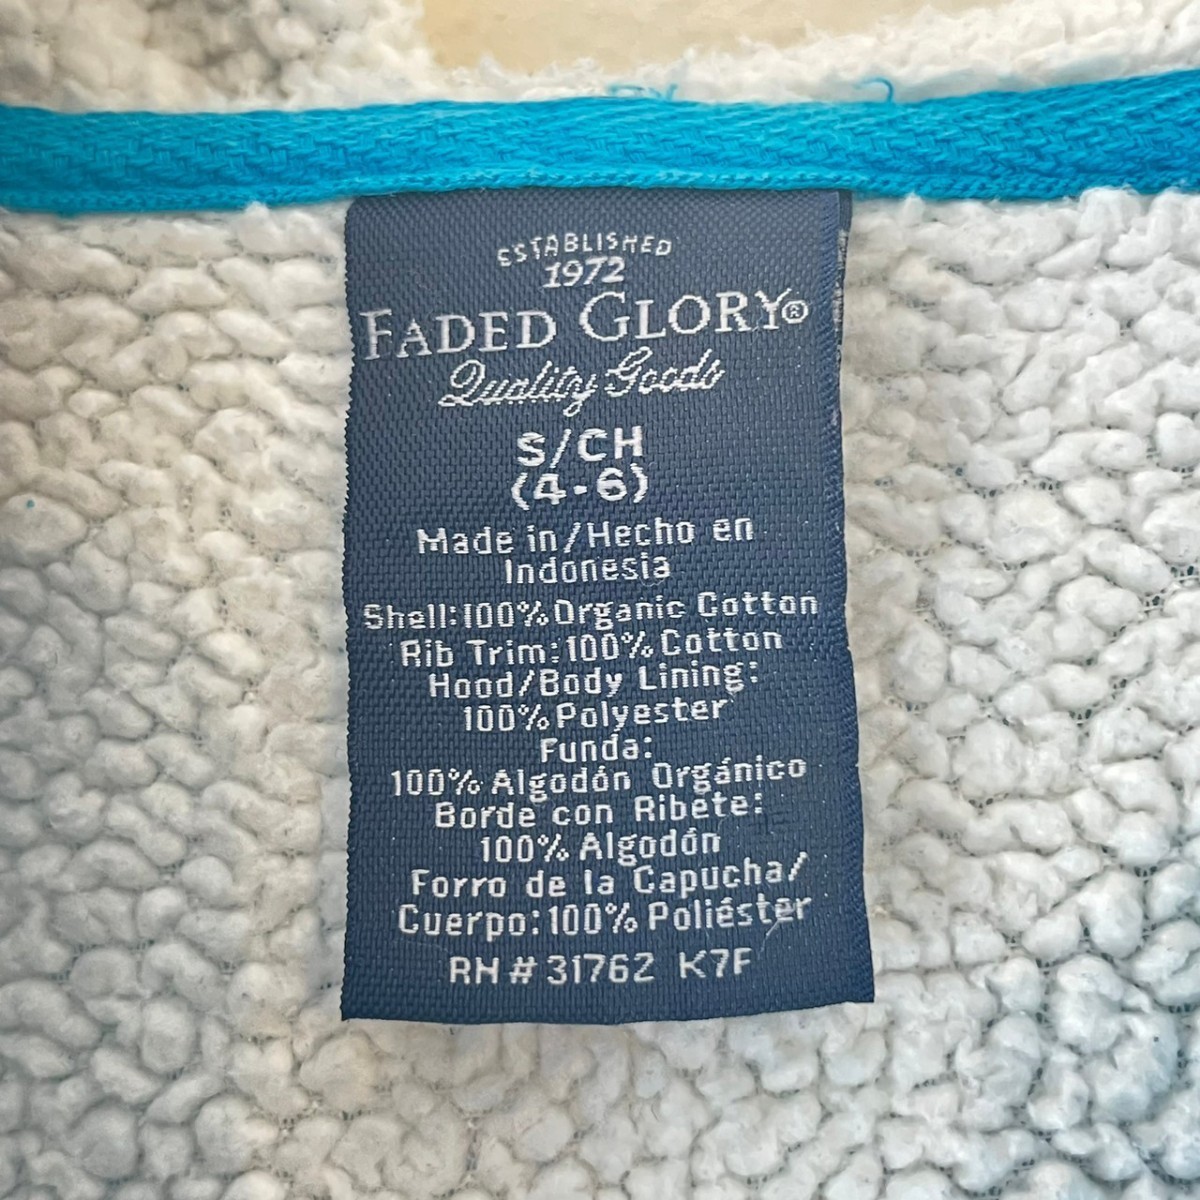 ESTABLISHED
1972
FADED GLORY®
Quality Goods
S/CH
(4-6)
Made in/Hecho en
Indonesia
Shell:100% Organic Cotton
Rib Trim:100% Cotton
Hood/Body Lining:
100% Polyester
Funda:
100% Algodón Orgánico
Borde con Ribete:
100% Algodón
Forro de la Capucha/
Cuerpo:100% Poliéster
RN # 31762 K7F